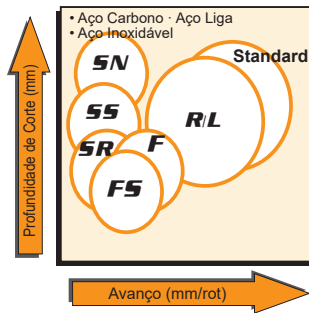 • Aço Carbono · Aço Liga
• Aço Inoxidável
SN
Standard
SS
R/L
SR
F
FS
Profundidade de Corte (mm)
Avanço (mm/rot)